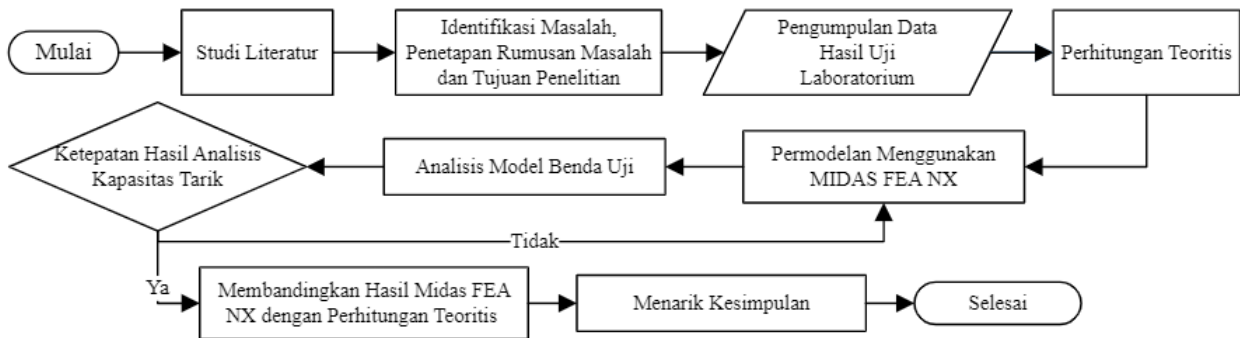 Mulai
Studi Literatur
Identifikasi Masalah,
Penetapan Rumusan Masalah
dan Tujuan Penelitian
Pengumpulan Data
Hasil Uji
Laboratorium
Perhitungan Teoritis
Permodelan Menggunakan
MIDAS FEA NX
Analisis Model Benda Uji
Ketepatan Hasil Analisis
Kapasitas Tarik
Tidak
Ya
Membandingkan Hasil Midas FEA
NX dengan Perhitungan Teoritis
Menarik Kesimpulan
Selesai